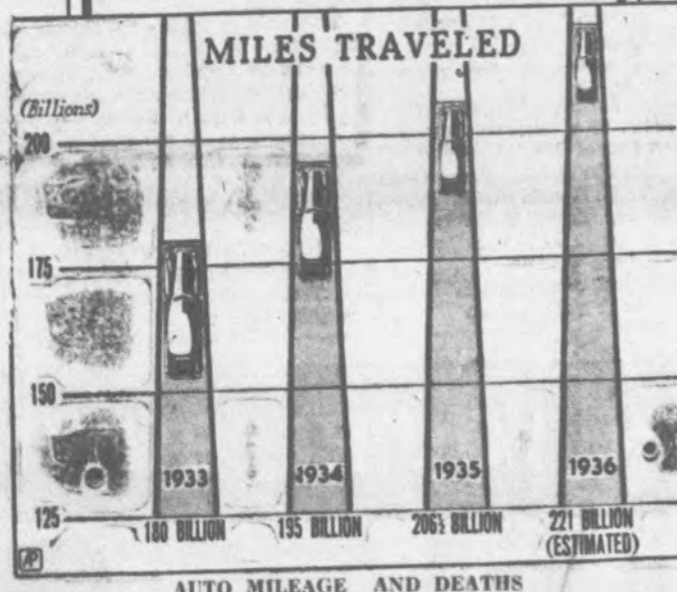 MILES TRAVELED
(Billions)
200
175
150
125
1933 1934 1935 1936
180 BILLION 195 BILLION 206½ BILLION 221 BILLION
(ESTIMATED)
AP
AUTO MILEAGE AND DEATHS